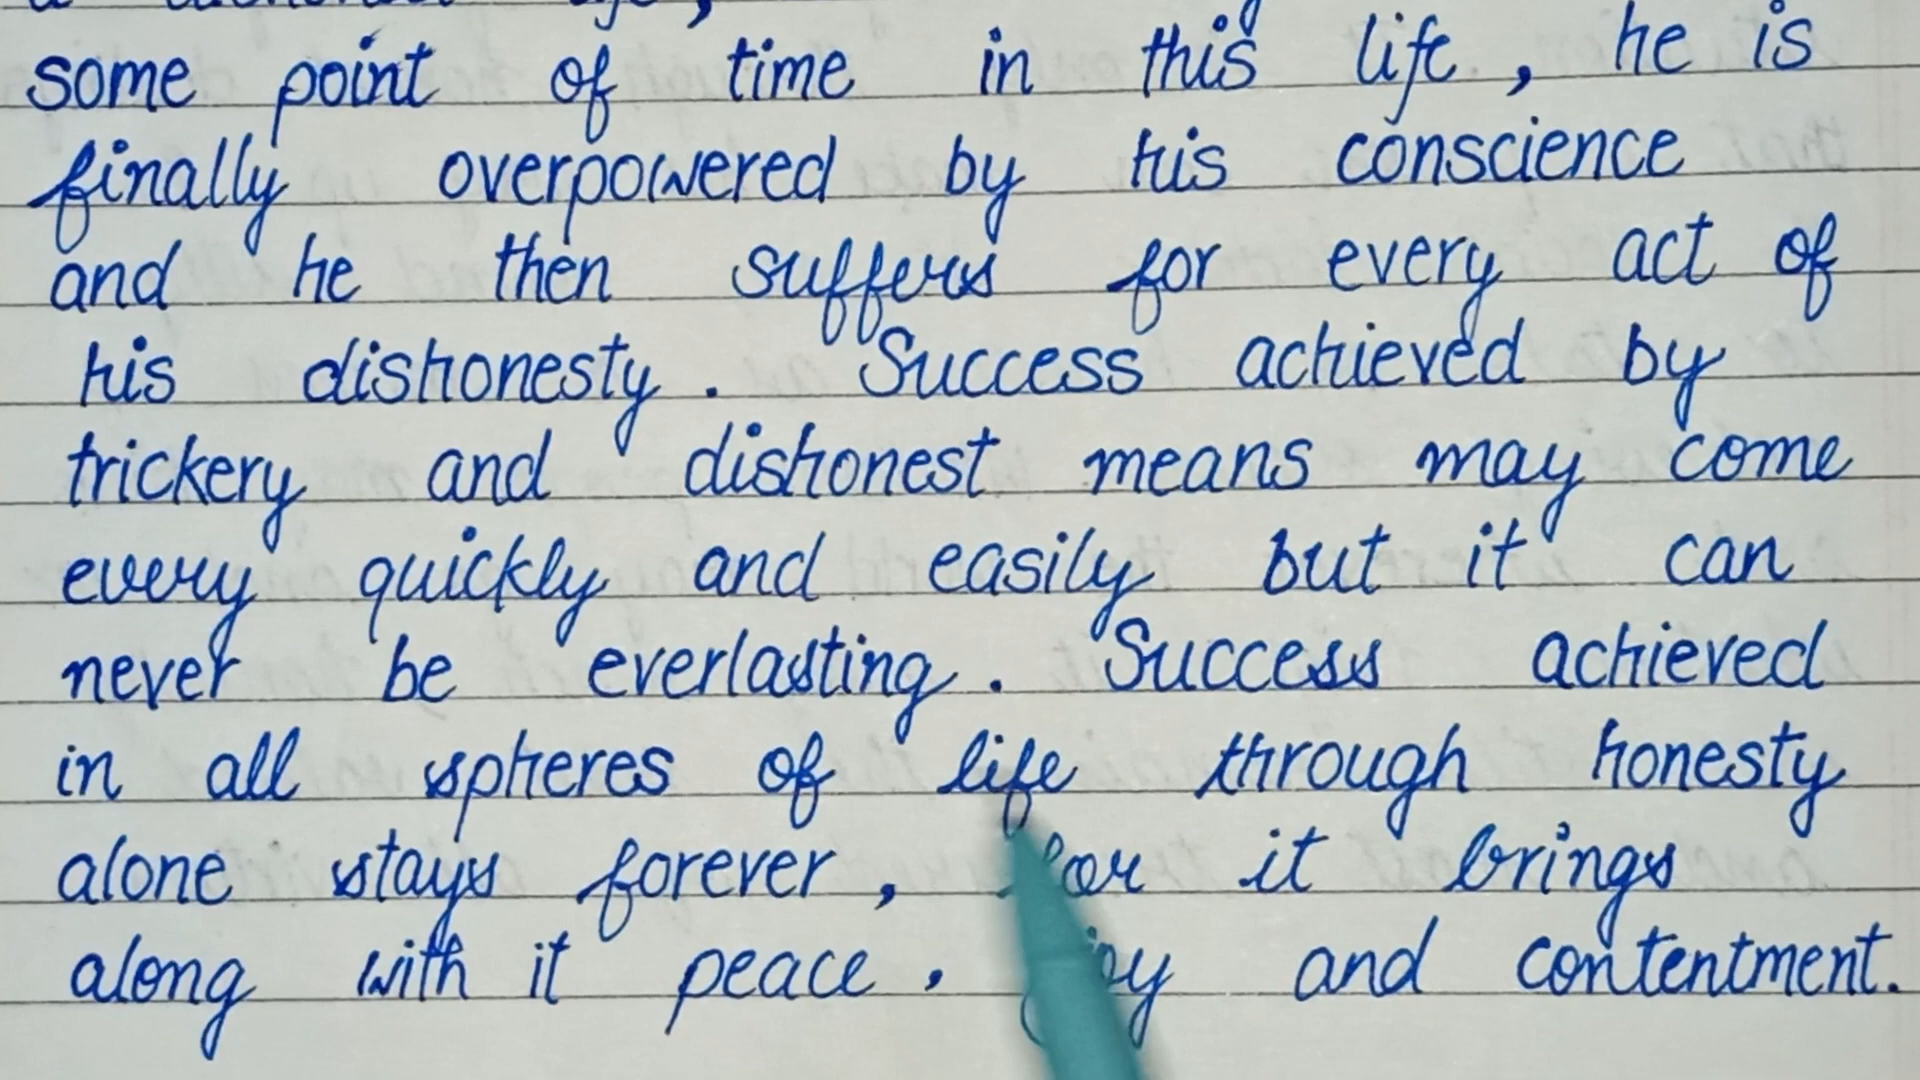 some point of time in this life, he is
finally overpowered by his conscience
and he then suffers for every act of
his dishonesty. Success achieved by
trickery and dishonest means may come
every quickly and easily but it can
never be everlasting. Success achieved
in all spheres of life through honesty
alone stays forever, for it brings
along with it peace, joy and contentment.